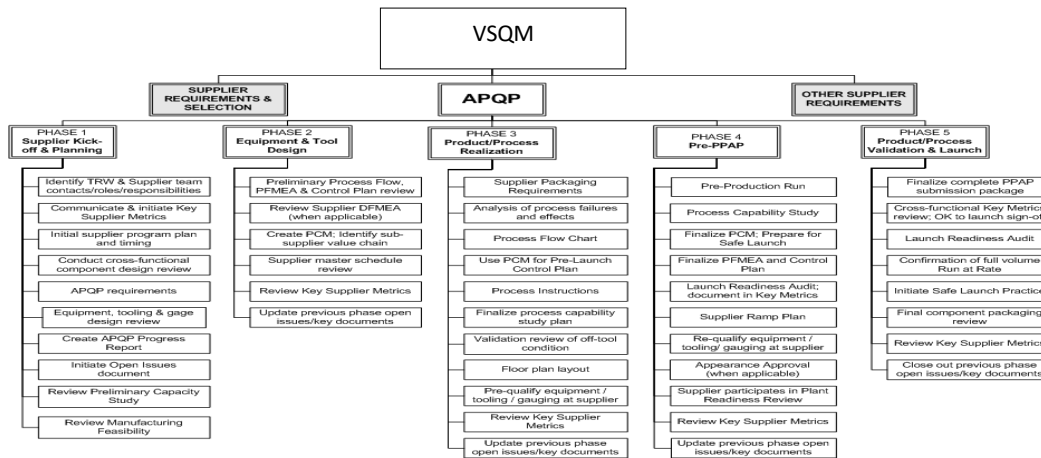 VSQM
SUPPLIER
REQUIREMENTS &
SELECTION
APQP
OTHER SUPPLIER
REQUIREMENTS
PHASE 1
Supplier Kick-
off & Planning
Identify TRW & Supplier team
contacts/roles/responsibilities
Communicate & initiate Key
Supplier Metrics
Initial supplier program plan
and timing
Conduct cross-functional
component design review
APQP requirements
Equipment, tooling & gage
design review
Create APQP Progress
Report
Initiate Open Issues
document
Review Preliminary Capacity
Study
Review Manufacturing
Feasibility
PHASE 2
Equipment & Tool
Design
Preliminary Process Flow,
PFMEA & Control Plan review
Review Supplier DFMEA
(when applicable)
Create PCM; Identify sub-
supplier value chain
Supplier master schedule
review
Review Key Supplier Metrics
Update previous phase open
issues/key documents
PHASE 3
Product/Process
Realization
Supplier Packaging
Requirements
Analysis of process failures
and effects
Process Flow Chart
Use PCM for Pre-Launch
Control Plan
Process Instructions
Finalize process capability
study plan
Validation review of off-tool
condition
Floor plan layout
Pre-qualify equipment /
tooling / gauging at supplier
Review Key Supplier
Metrics
Update previous phase
open issues/key documents
PHASE 4
Pre-PPAP
Pre-Production Run
Process Capability Study
Finalize PCM; Prepare for
Safe Launch
Finalize PFMEA and Control
Plan
Launch Readiness Audit;
document in Key Metrics
Supplier Ramp Plan
Re-qualify equipment /
tooling/ gauging at supplier
Appearance Approval
(when applicable)
Supplier participates in Plant
Readiness Review
Review Key Supplier Metrics
Update previous phase open
issues/key documents
PHASE 5
Product/Process
Validation & Launch
Finalize complete PPAP
submission package
Cross-functional Key Metrics
review; OK to launch sign-of
Launch Readiness Audit
Confirmation of full volume
Run at Rate
Initiate Safe Launch Practice
Final component packaging
review
Review Key Supplier Metrics
Close out previous phase
open issues/key documents